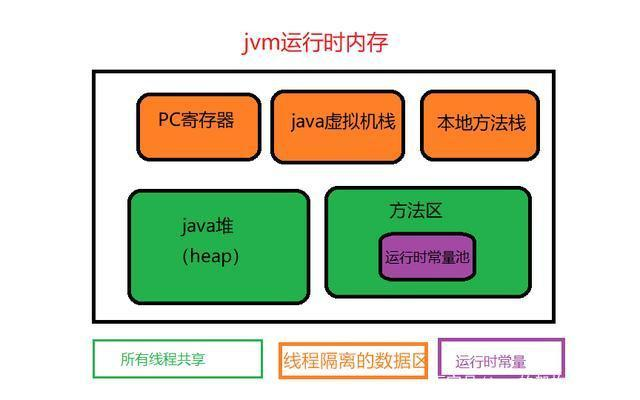 jvm运行时内存
PC寄存器
java虚拟机栈
本地方法栈
java堆
（heap）
方法区
运行时常量池
所有线程共享
线程隔离的数据区
运行时常量